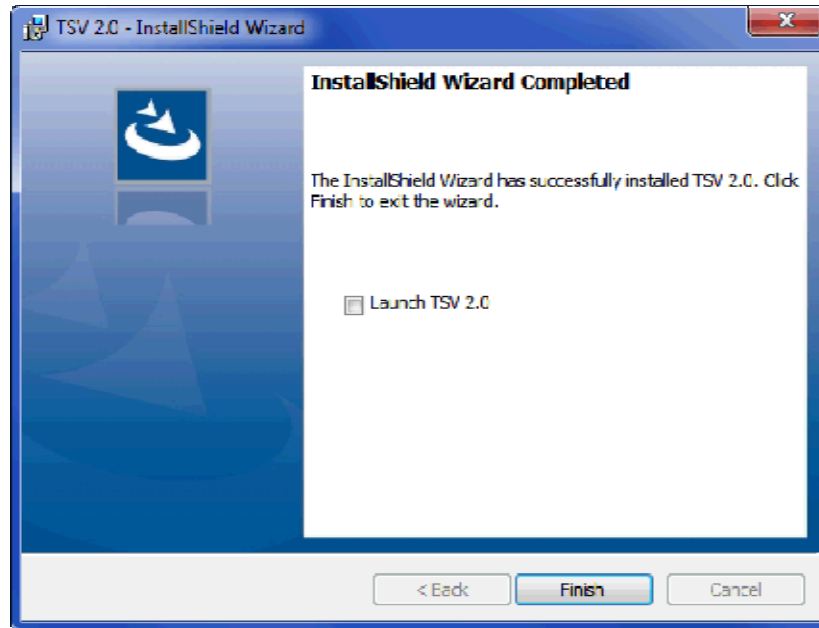 TSV 2.0 - InstallShield Wizard
InstallShield Wizard Completed
The InstallShield Wizard has successfully installed TSV 2.0. Click
Finish to exit the wizard.
Launch TSV 2.0
< Back
Finish
Cancel